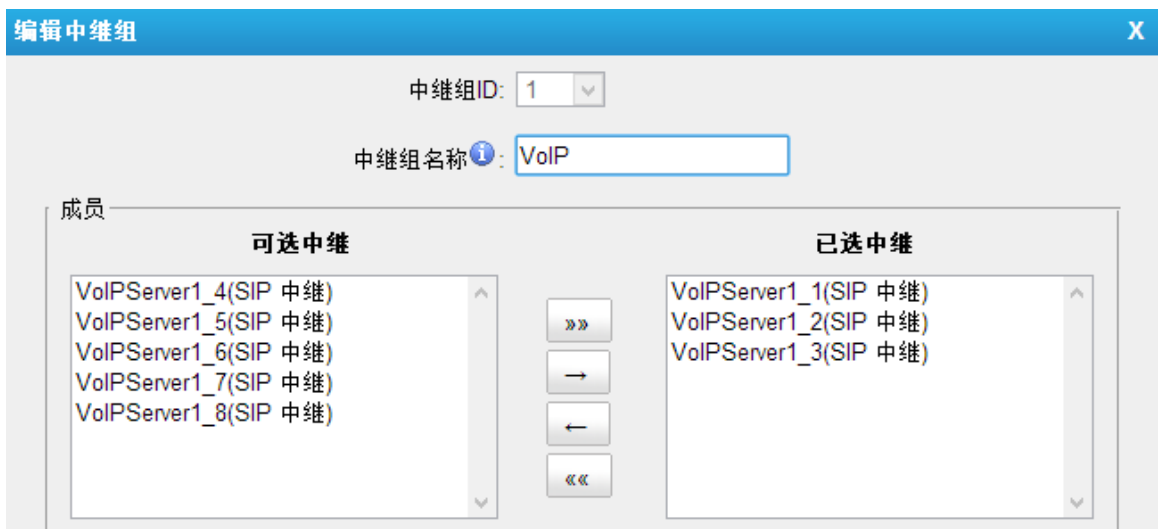 编辑中继组 X
中继组ID: 1
中继组名称 i : VoIP
成员
可选中继
VoIPServer1_4(SIP 中继)
VoIPServer1_5(SIP 中继)
VoIPServer1_6(SIP 中继)
VoIPServer1_7(SIP 中继)
VoIPServer1_8(SIP 中继)
»»
→
←
««
已选中继
VoIPServer1_1(SIP 中继)
VoIPServer1_2(SIP 中继)
VoIPServer1_3(SIP 中继)